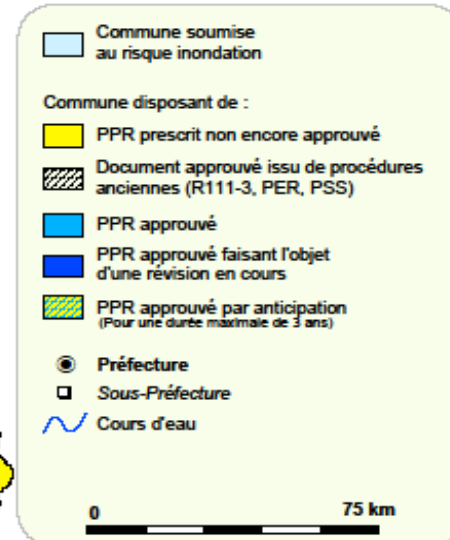 Commune soumise
au risque inondation
Commune disposant de :
PPR prescrit non encore approuvé
Document approuvé issu de procédures
anciennes (R111-3, PER, PSS)
PPR approuvé
PPR approuvé faisant l'objet
d'une révision en cours
PPR approuvé par anticipation
(Pour une durée maximale de 3 ans)
Préfecture
Sous-Préfecture
Cours d'eau
0 75 km